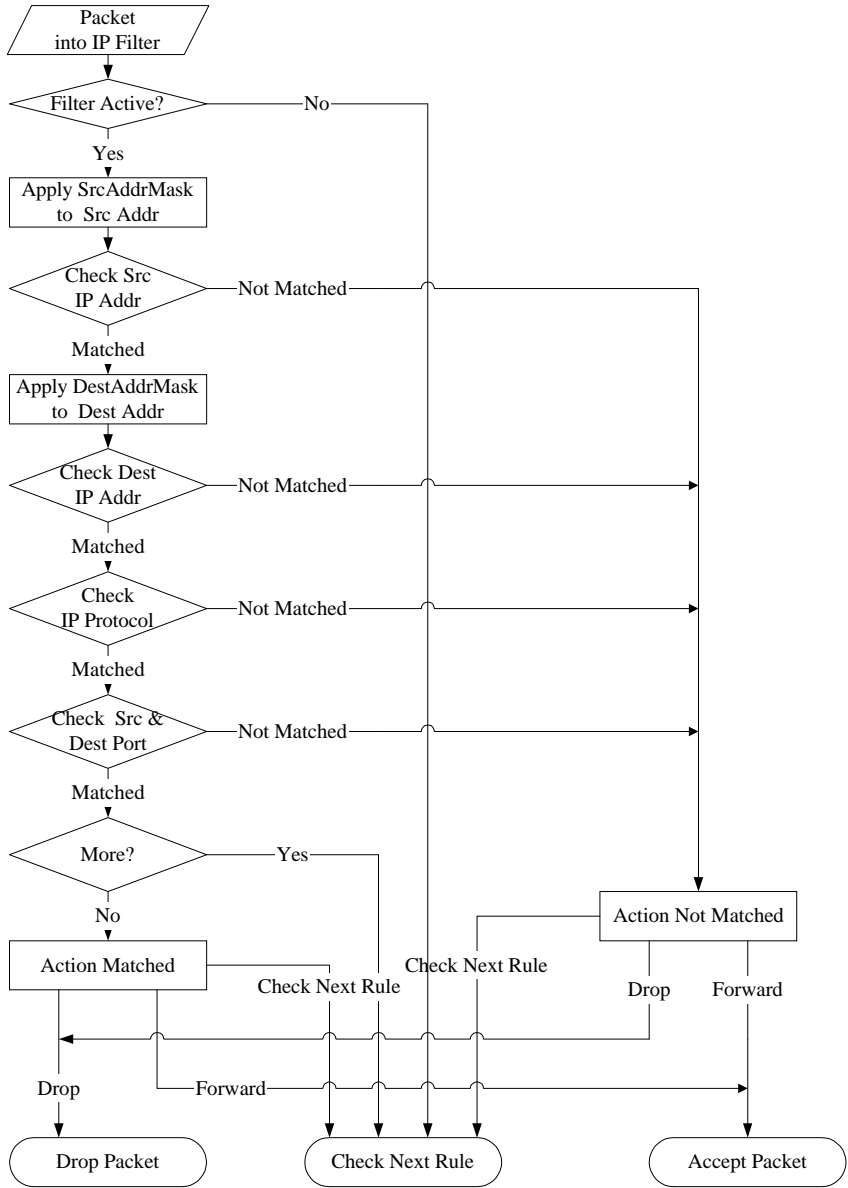 Packet
into IP Filter
Filter Active?
No
Yes
Apply SrcAddrMask
to Src Addr
Check Src
IP Addr
Not Matched
Matched
Apply DestAddrMask
to Dest Addr
Check Dest
IP Addr
Not Matched
Matched
Check
IP Protocol
Not Matched
Matched
Check Src &
Dest Port
Not Matched
Matched
More?
Yes
No
Action Not Matched
Action Matched
Check Next Rule
Check Next Rule
Drop
Forward
Drop
Forward
Drop Packet
Check Next Rule
Accept Packet